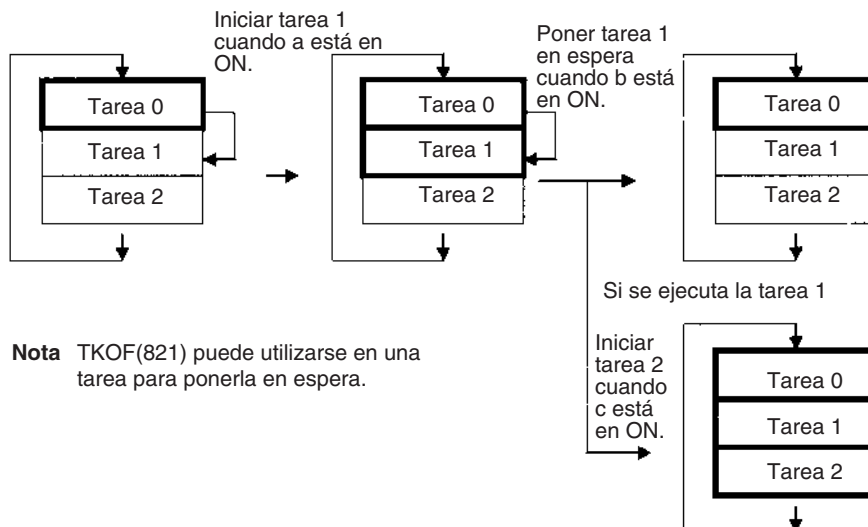 Iniciar tarea 1
cuando a está en
ON.
Poner tarea 1
en espera
cuando b está
en ON.
Tarea 0
Tarea 1
Tarea 2
Tarea 0
Tarea 1
Tarea 2
Tarea 0
Tarea 1
Tarea 2
Si se ejecuta la tarea 1
Nota TKOF(821) puede utilizarse en una
tarea para ponerla en espera.
Iniciar
tarea 2
cuando
c está
en ON.
Tarea 0
Tarea 1
Tarea 2